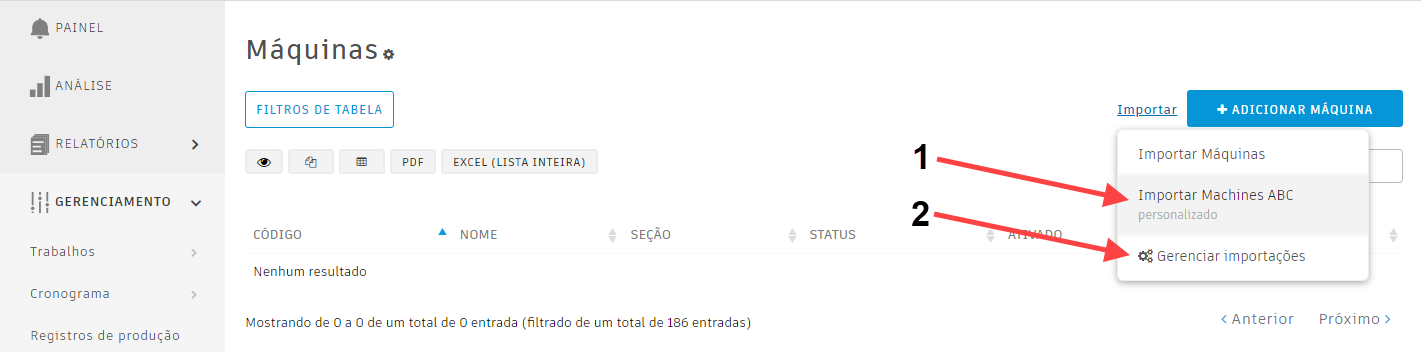 PAINEL
ANÁLISE
RELATÓRIOS
GERENCIAMENTO
Trabalhos
Cronograma
Registros de produção
Máquinas
FILTROS DE TABELA
Importar
ADICIONAR MÁQUINA
PDF
EXCEL (LISTA INTEIRA)
Importar Máquinas
1
Importar Machines ABC
personalizado
2
Gerenciar importações
CÓDIGO NOME SEÇÃO STATUS ATIVADO
Nenhum resultado
Mostrando de 0 a 0 de um total de 0 entrada (filtrado de um total de 186 entradas)
Anterior Próximo